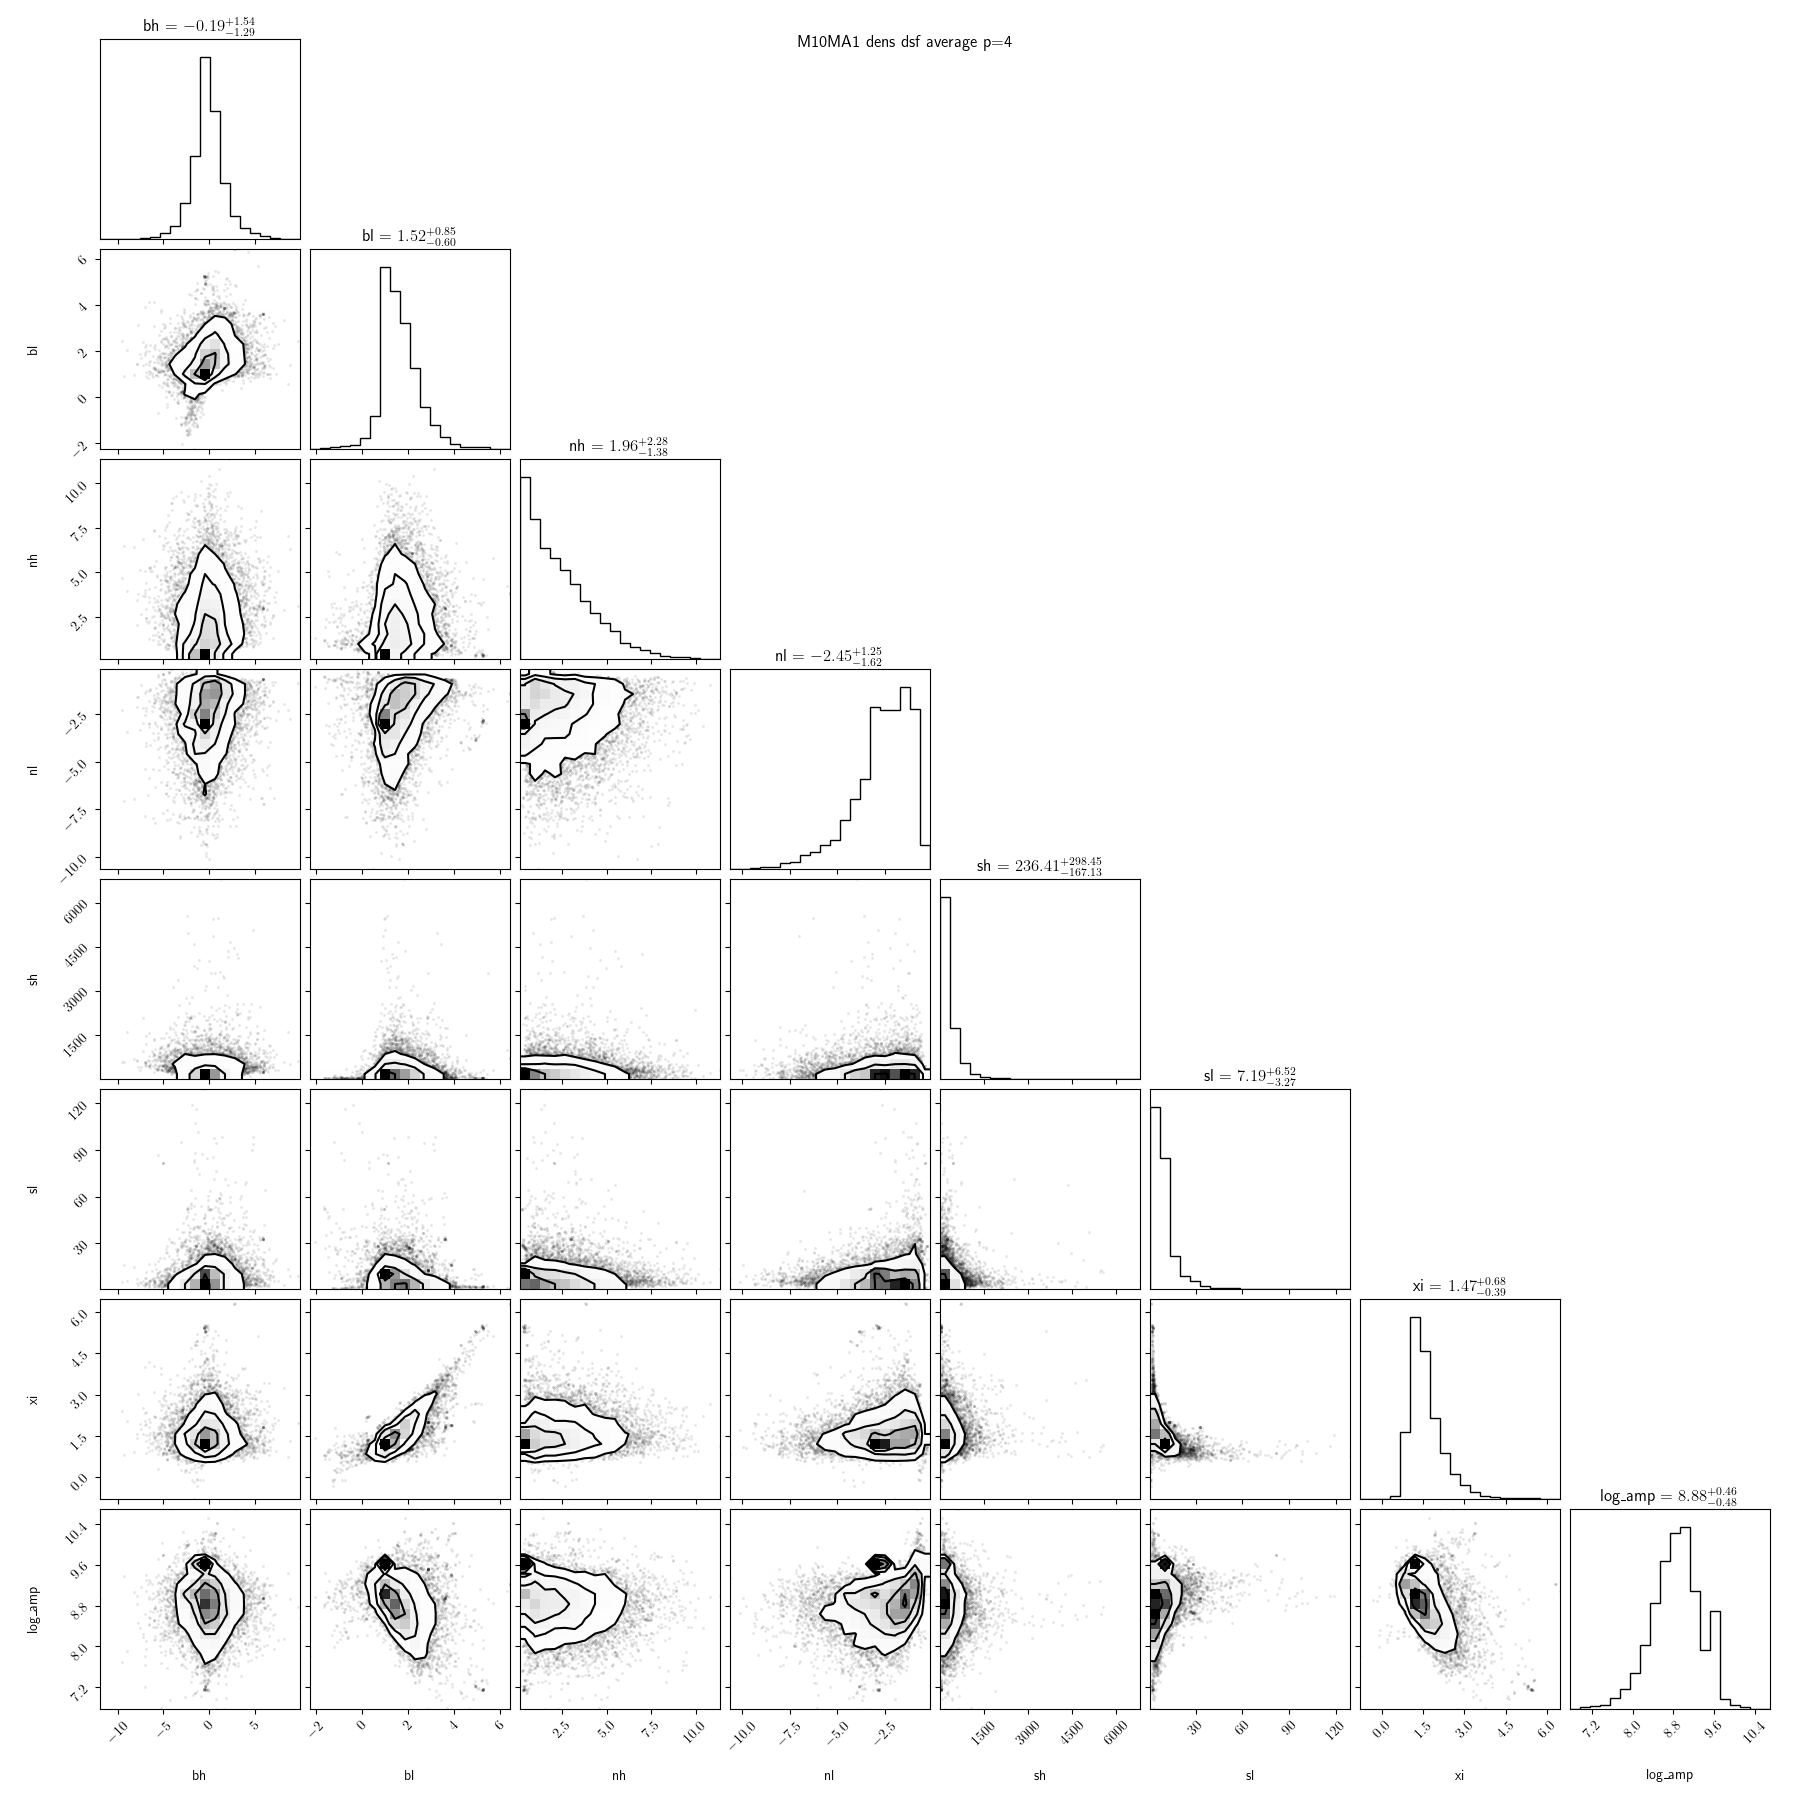 M10MA1 dens dsf average p=4
bh = −0.19+1.54−1.29
bl = 1.52+0.85−0.60
6
4
2
0
−2
bl
nh = 1.96+2.28−1.38
10.0
7.5
5.0
2.5
nh
nl = −2.45+1.25−1.62
−2.5
−5.0
−7.5
−10.0
nl
sh = 236.41+298.45−167.13
6000
4500
3000
1500
sh
sl = 7.19+6.52−3.27
120
90
60
30
sl
xi = 1.47+0.68−0.39
6.0
4.5
3.0
1.5
0.0
xi
log_amp = 8.88+0.46−0.48
10.4
9.6
8.8
8.0
7.2
log_amp
−10 −5 0 5 −2 0 2 4 6 2.5 5.0 7.5 10.0 −10.0 −7.5 −5.0 −2.5 1500 3000 4500 6000 30 60 90 120 0.0 1.5 3.0 4.5 6.0 7.2 8.0 8.8 9.6 10.4
bh bl nh nl sh sl xi log_amp